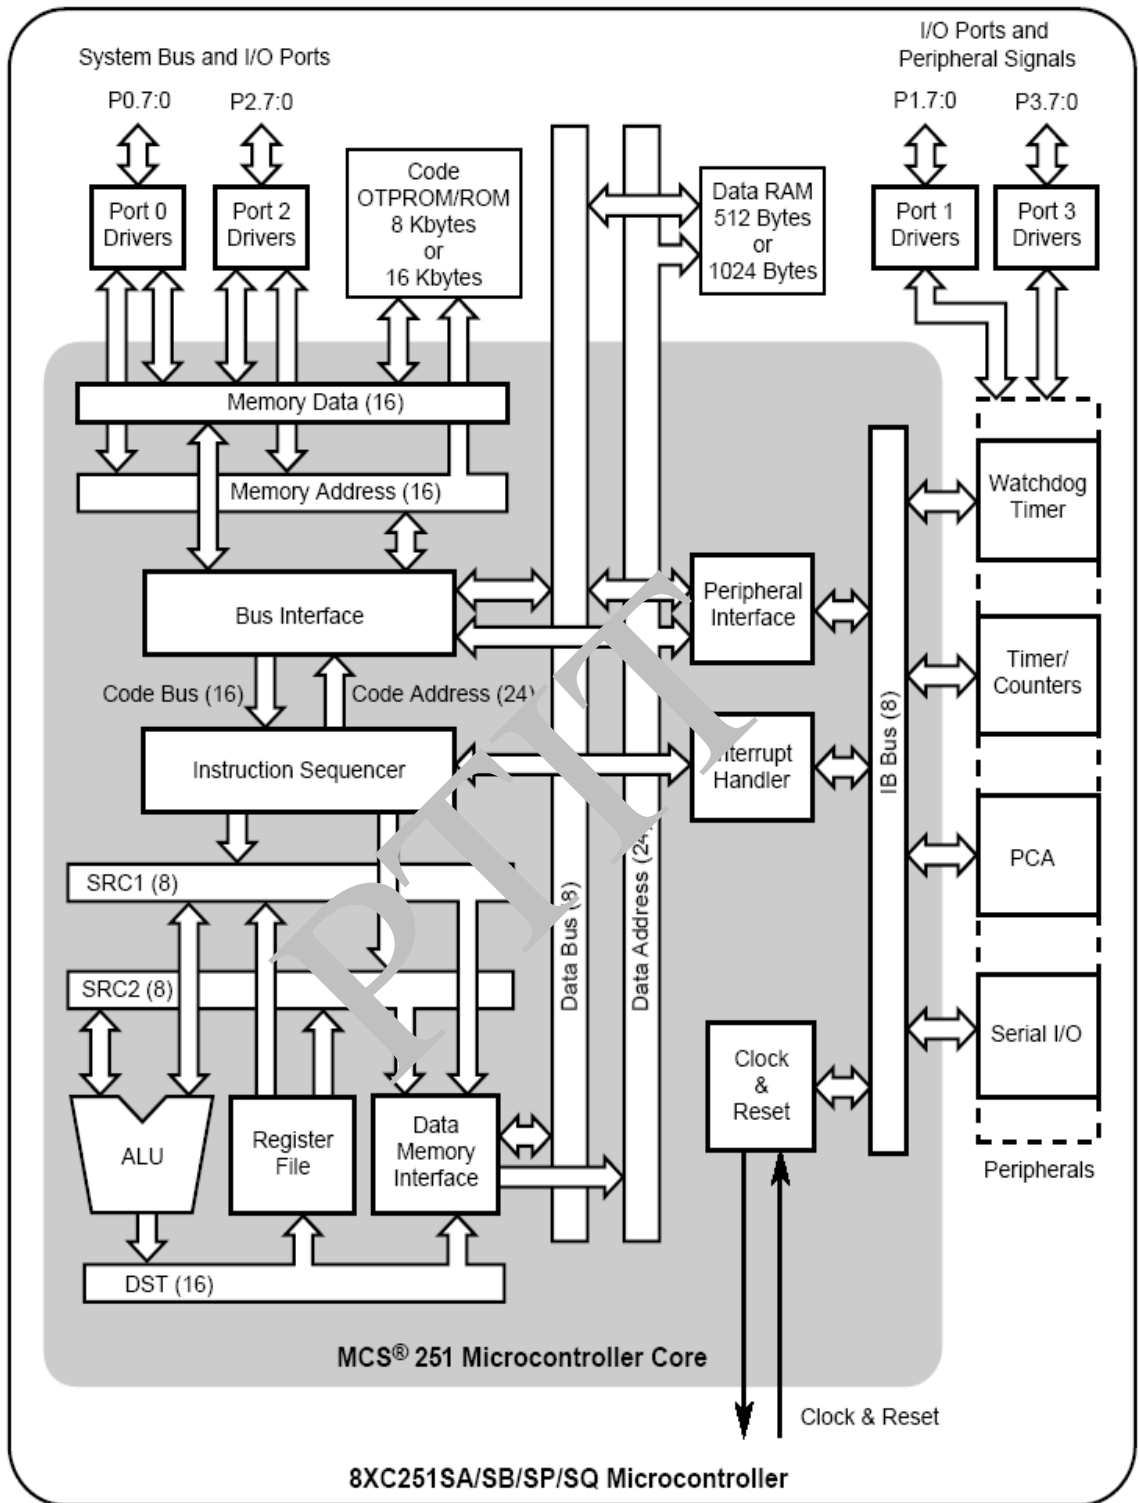 System Bus and I/O Ports
I/O Ports and
Peripheral Signals
P0.7:0
P2.7:0
P1.7:0
P3.7:0
Port 0
Drivers
Port 2
Drivers
Code
OTPROM/ROM
8 Kbytes
or
16 Kbytes
Data RAM
512 Bytes
or
1024 Bytes
Port 1
Drivers
Port 3
Drivers
Memory Data (16)
Memory Address (16)
Bus Interface
Code Bus (16)
Code Address (24)
Instruction Sequencer
Peripheral
Interface
Interrupt
Handler
IB Bus (8)
Watchdog
Timer
Timer/
Counters
PCA
Serial I/O
Peripherals
SRC1 (8)
SRC2 (8)
Data Bus (8)
Data Address (24)
ALU
Register
File
Data
Memory
Interface
Clock
&
Reset
DST (16)
MCS® 251 Microcontroller Core
Clock & Reset
8XC251SA/SB/SP/SQ Microcontroller
PTIT